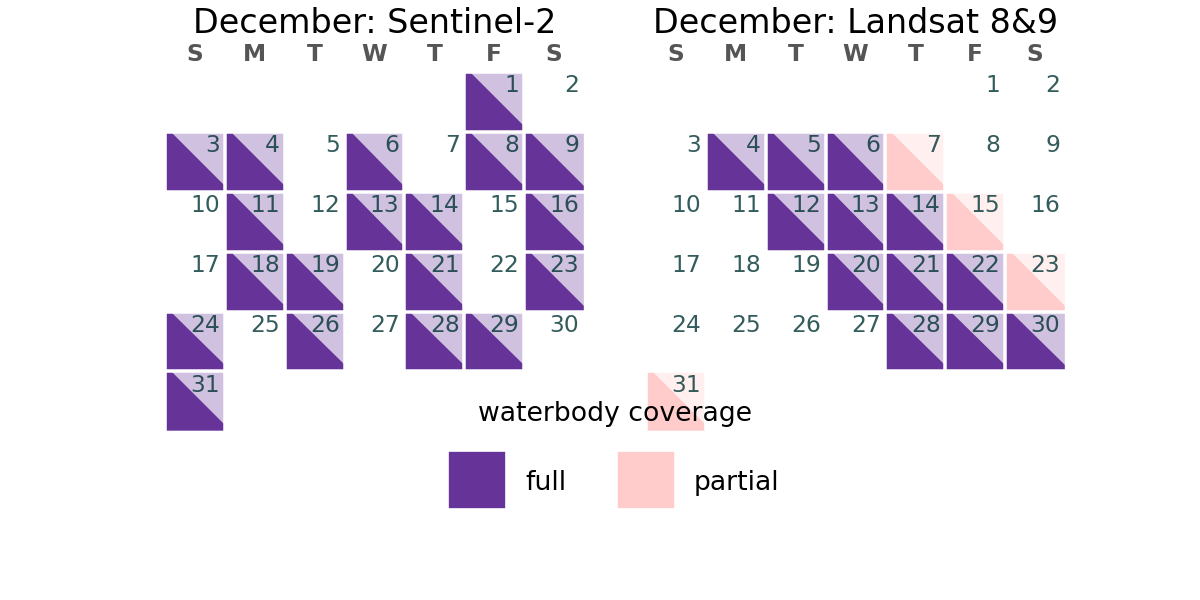 December: Sentinel-2
S M T W T F S
1 2
3 4 5 6 7 8 9
10 11 12 13 14 15 16
17 18 19 20 21 22 23
24 25 26 27 28 29 30
31
December: Landsat 8&9
S M T W T F S
1 2
3 4 5 6 7 8 9
10 11 12 13 14 15 16
17 18 19 20 21 22 23
24 25 26 27 28 29 30
31
waterbody coverage
full partial